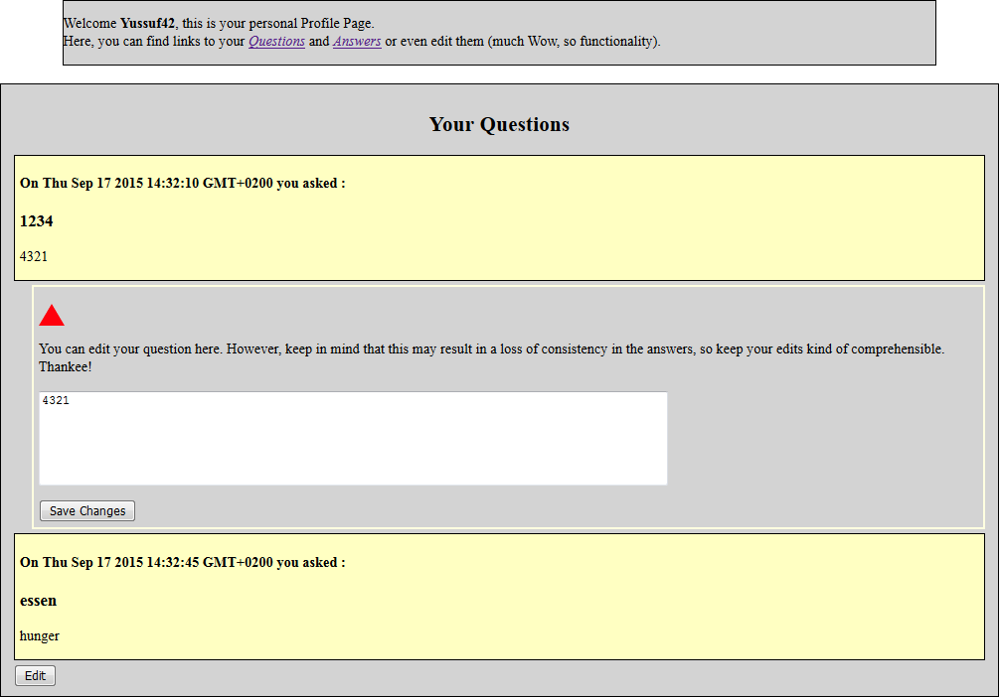 Welcome Yussuf42, this is your personal Profile Page.
Here, you can find links to your Questions and Answers or even edit them (much Wow, so functionality).
Your Questions
On Thu Sep 17 2015 14:32:10 GMT+0200 you asked :
1234
4321
You can edit your question here. However, keep in mind that this may result in a loss of consistency in the answers, so keep your edits kind of comprehensible.
Thankee!
4321
Save Changes
On Thu Sep 17 2015 14:32:45 GMT+0200 you asked :
essen
hunger
Edit